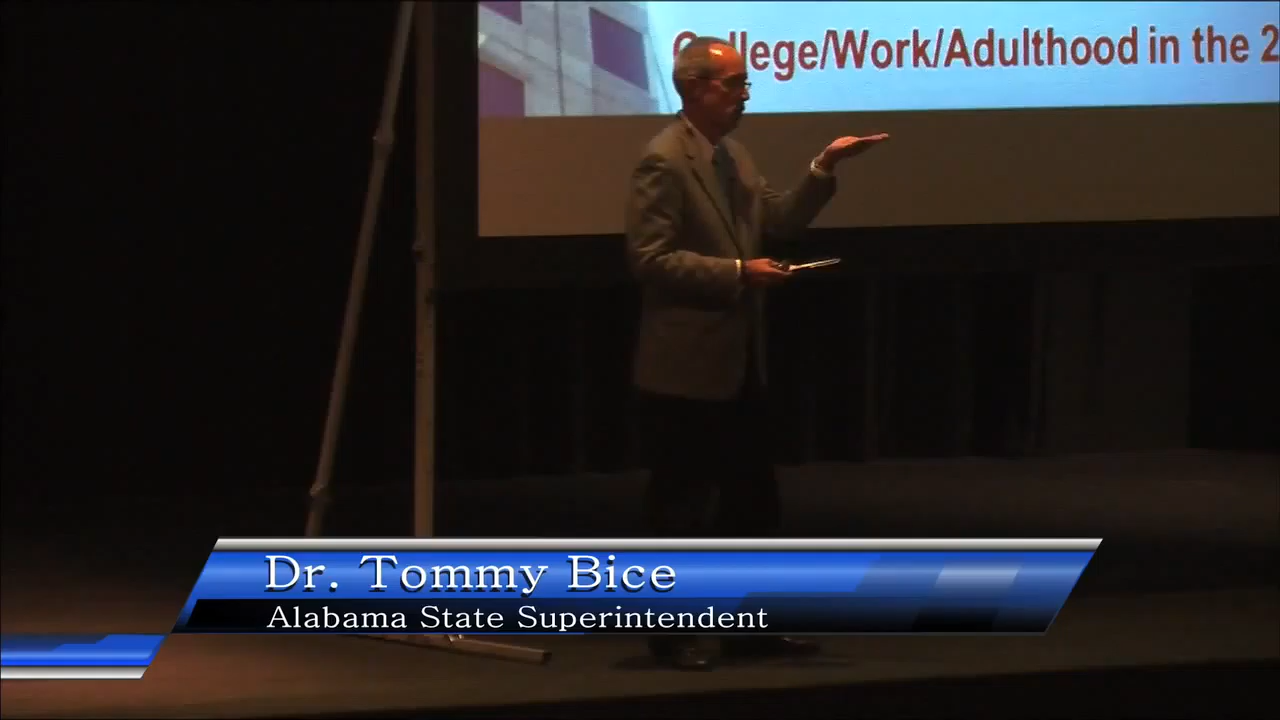 College/Work/Adulthood in the 2
Dr. Tommy Bice
Alabama State Superintendent